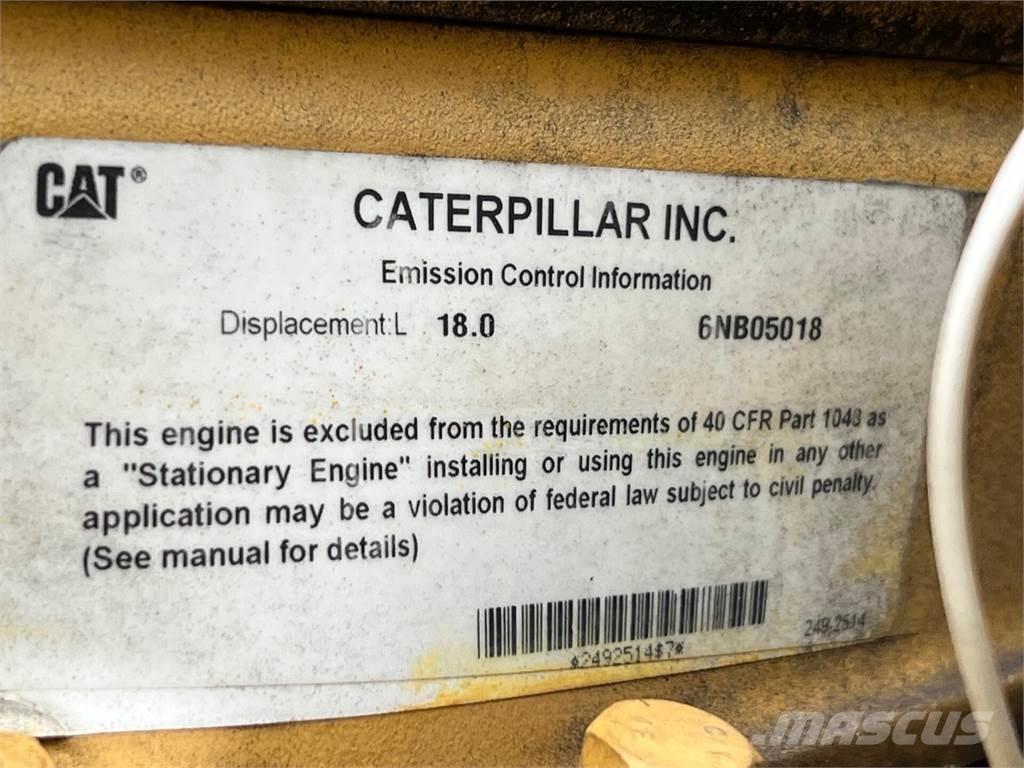 CAT®
CATERPILLAR INC.
Emission Control Information
Displacement:L 18.0 6NB05018
This engine is excluded from the requirements of 40 CFR Part 1048 as
a "Stationary Engine" installing or using this engine in any other
application may be a violation of federal law subject to civil penalty.
(See manual for details)
249-2514
*2492514$7*
MASCUS